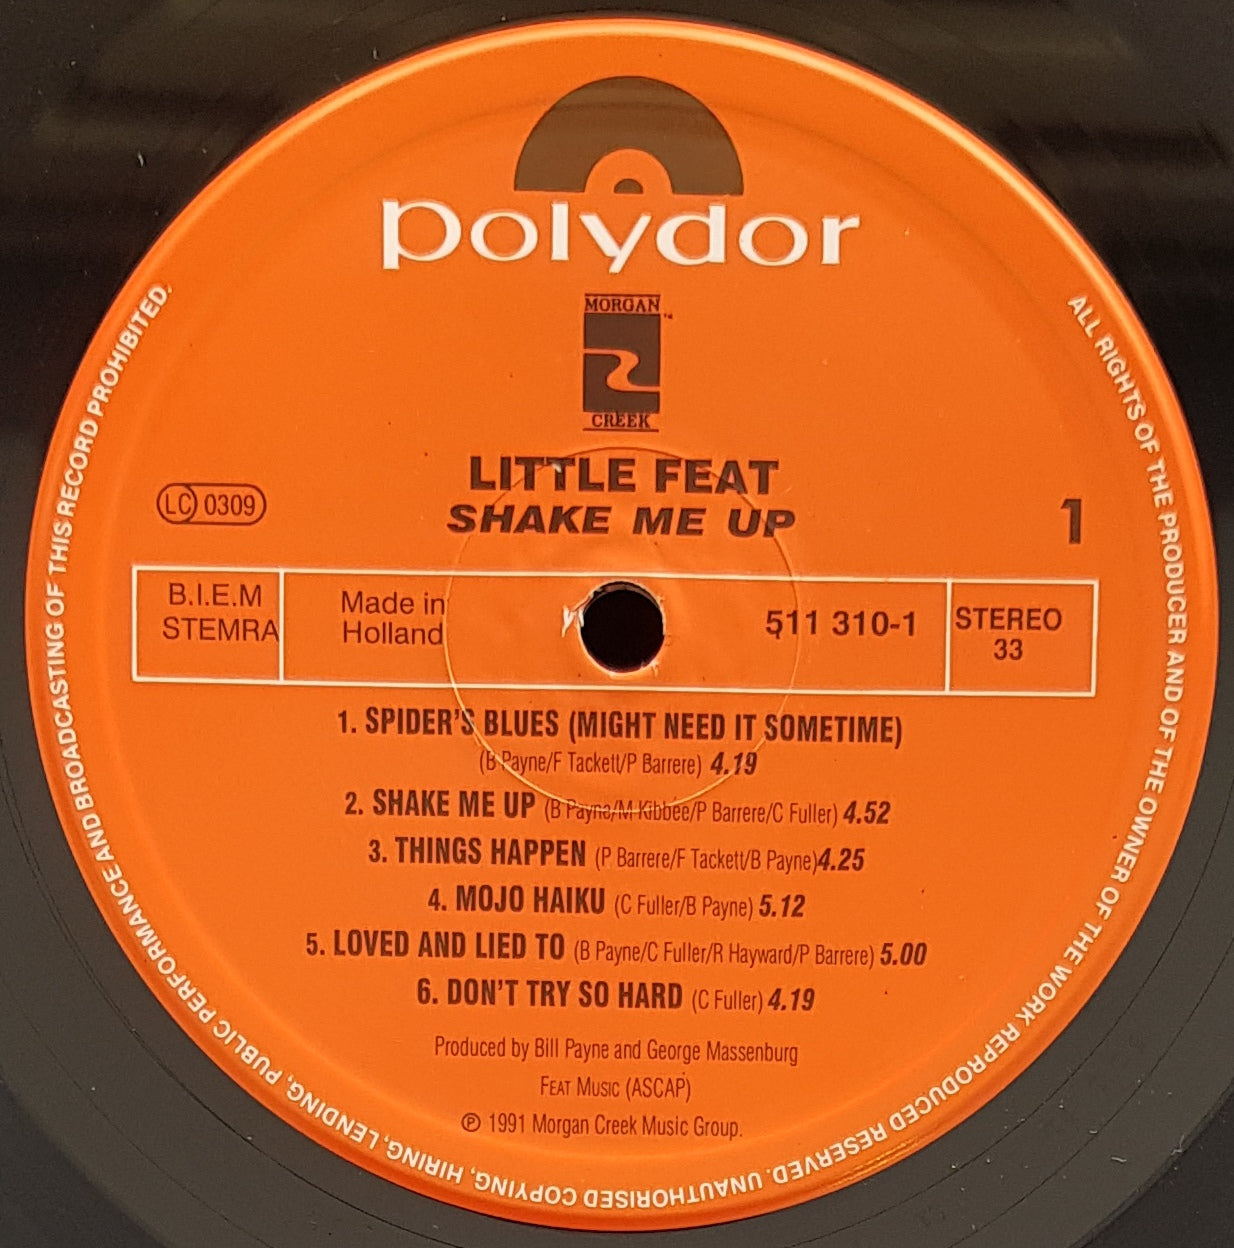 polydor
MORGAN
™
CREEK
LITTLE FEAT
SHAKE ME UP
LC 0309
1
B.I.E.M
STEMRA
Made in
Holland
511 310-1
STEREO
33
1. SPIDER'S BLUES (MIGHT NEED IT SOMETIME)
(B Payne/F Tackett/P Barrere) 4.19
2. SHAKE ME UP (B Payne/M Kibbee/P Barrere/C Fuller) 4.52
3. THINGS HAPPEN (P Barrere/F Tackett/B Payne)4.25
4. MOJO HAIKU (C Fuller/B Payne) 5.12
5. LOVED AND LIED TO (B Payne/C Fuller/R Hayward/P Barrere) 5.00
6. DON'T TRY SO HARD (C Fuller) 4.19
Produced by Bill Payne and George Massenburg
FEAT MUSIC (ASCAP)
℗ 1991 Morgan Creek Music Group.
ALL RIGHTS OF THE PRODUCER AND OF THE OWNER OF THE WORK REPRODUCED RESERVED. UNAUTHORISED COPYING, HIRING, LENDING, PUBLIC PERFORMANCE AND BROADCASTING OF THIS RECORD PROHIBITED.